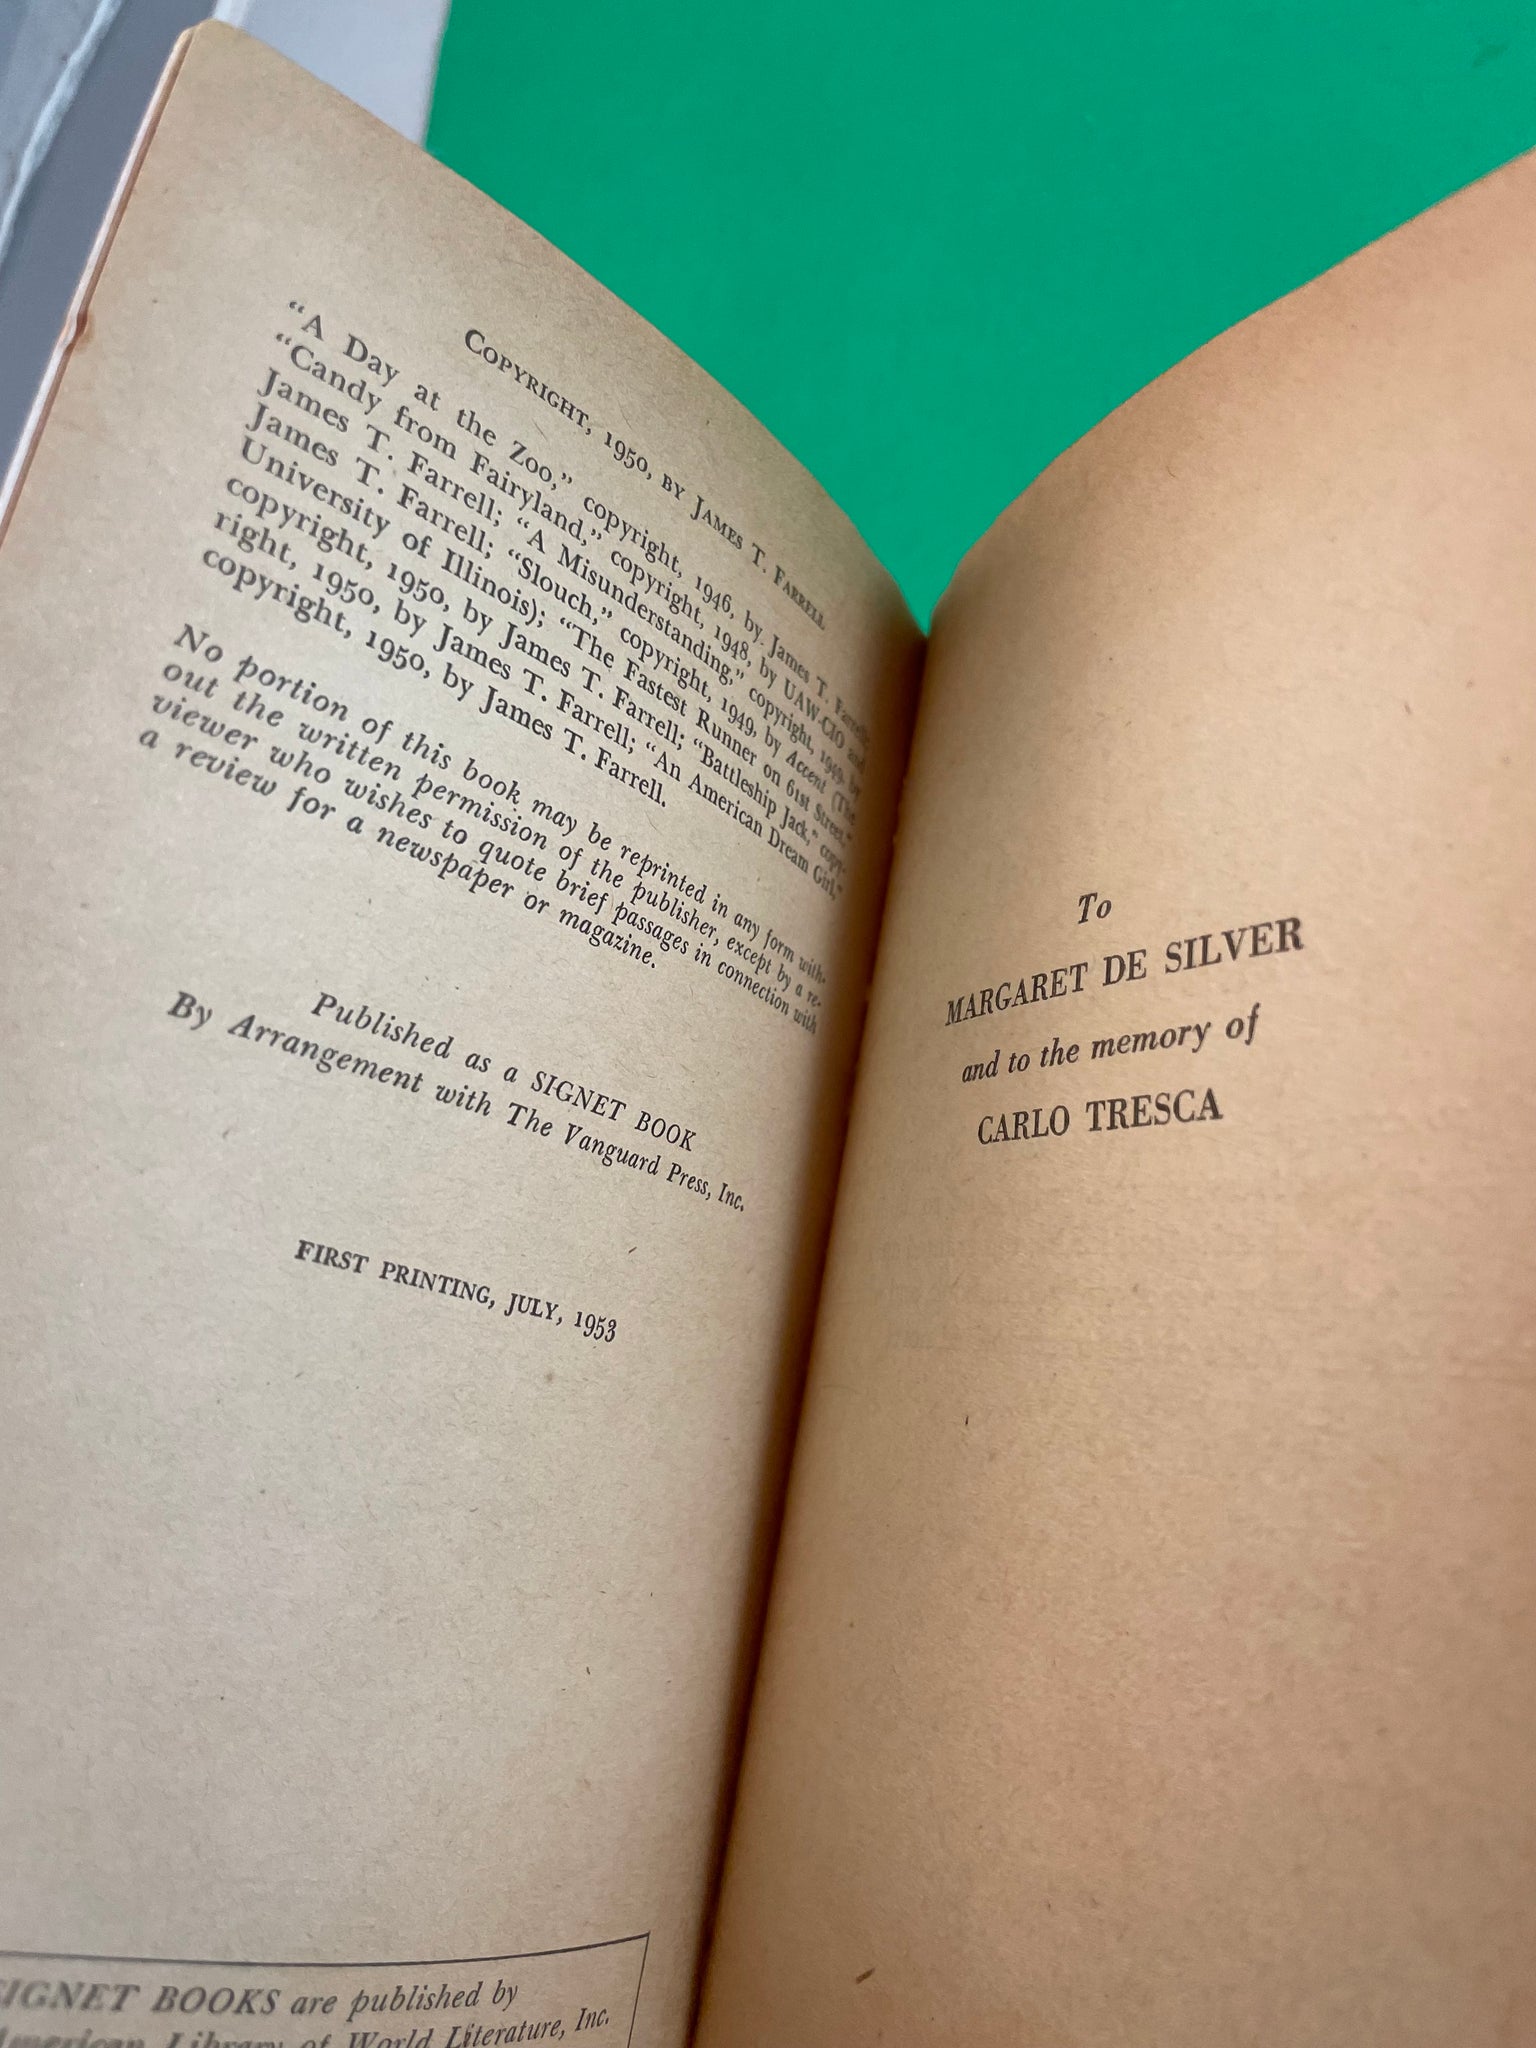 COPYRIGHT, 1950, BY JAMES T. FARRELL
"A Day at the Zoo," copyright, 1946, by James T. Farrell;
"Candy from Fairyland," copyright, 1948, by UAW-CIO and
James T. Farrell; "A Misunderstanding," copyright, 1949, by
James T. Farrell; "Slouch," copyright, 1949, by Accent (The
University of Illinois); "The Fastest Runner on 61st Street,"
copyright, 1950, by James T. Farrell; "Battleship Jack," copy-
right, 1950, by James T. Farrell; "An American Dream Girl,"
copyright, 1950, by James T. Farrell.
No portion of this book may be reprinted in any form with-
out the written permission of the publisher, except by a re-
viewer who wishes to quote brief passages in connection with
a review for a newspaper or magazine.
Published as a SIGNET BOOK
By Arrangement with The Vanguard Press, Inc.
FIRST PRINTING, JULY, 1953
SIGNET BOOKS are published by
American Library of World Literature, Inc.
To
MARGARET DE SILVER
and to the memory of
CARLO TRESCA